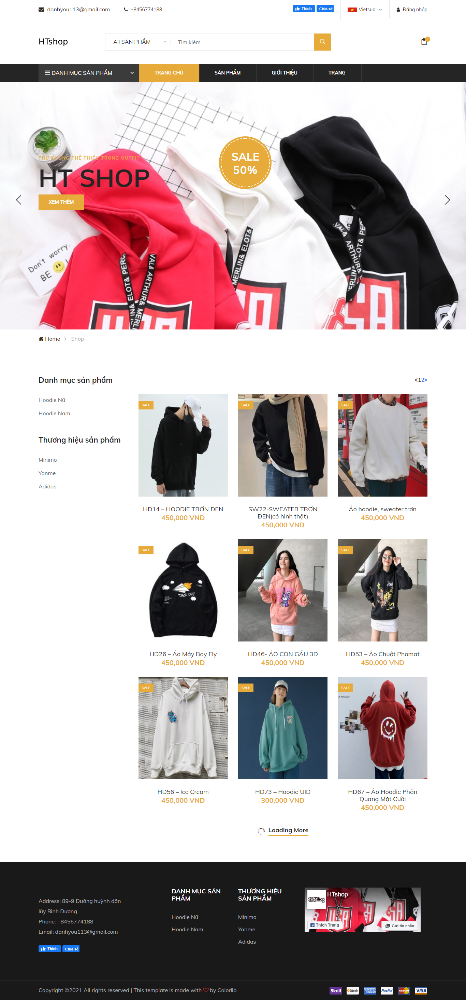 danhyou113@gmail.com
+8456774188
Thích
Chia sẻ
Vietsub
Đăng nhập
HTshop
All SẢN PHẨM
Tìm kiếm
DANH MỤC SẢN PHẨM
TRANG CHỦ
SẢN PHẨM
GIỚI THIỆU
TRANG
THỨ KHÔNG THỂ THIẾU TRONG OUTFIT
HT SHOP
XEM THÊM
SALE
50%
Don't worry.
BE
VAL& ARTHUR& MERLIN& ELOT& PERC
MERLIN& ELOT&
Home
Shop
Danh mục sản phẩm
«12»
Hoodie Nữ
Hoodie Nam
Thương hiệu sản phẩm
Minimo
Yanme
Adidas
SALE
SALE
SALE
HD14 – HOODIE TRƠN ĐEN
450,000 VND
SW22-SWEATER TRƠN
ĐEN(có hình thật)
450,000 VND
Áo hoodie, sweater trơn
450,000 VND
SALE
SALE
SALE
TAKE OFF
HD26 – Áo Máy Bay Fly
450,000 VND
HD46- ÁO CON GẤU 3D
450,000 VND
HD53 – Áo Chuột Phomat
450,000 VND
SALE
SALE
SALE
HD56 – Ice Cream
450,000 VND
HD73 – Hoodie UID
300,000 VND
HD67 – Áo Hoodie Phản
Quang Mặt Cười
450,000 VND
Loading More
Address: 89-9 Đường huỳnh dân
lũy Bình Dương
Phone: +8456774188
Email: danhyou113@gmail.com
Thích
Chia sẻ
DANH MỤC SẢN
PHẨM
Hoodie Nữ
Hoodie Nam
THƯƠNG HIỆU
SẢN PHẨM
Minimo
Yanme
Adidas
HTshop
HTshop
Thích Trang
Gửi tin nhắn
Copyright ©2021 All rights reserved | This template is made with
by Colorlib
Skrill
bitcoin
AMERICAN EXPRESS
PayPal
MasterCard
VISA